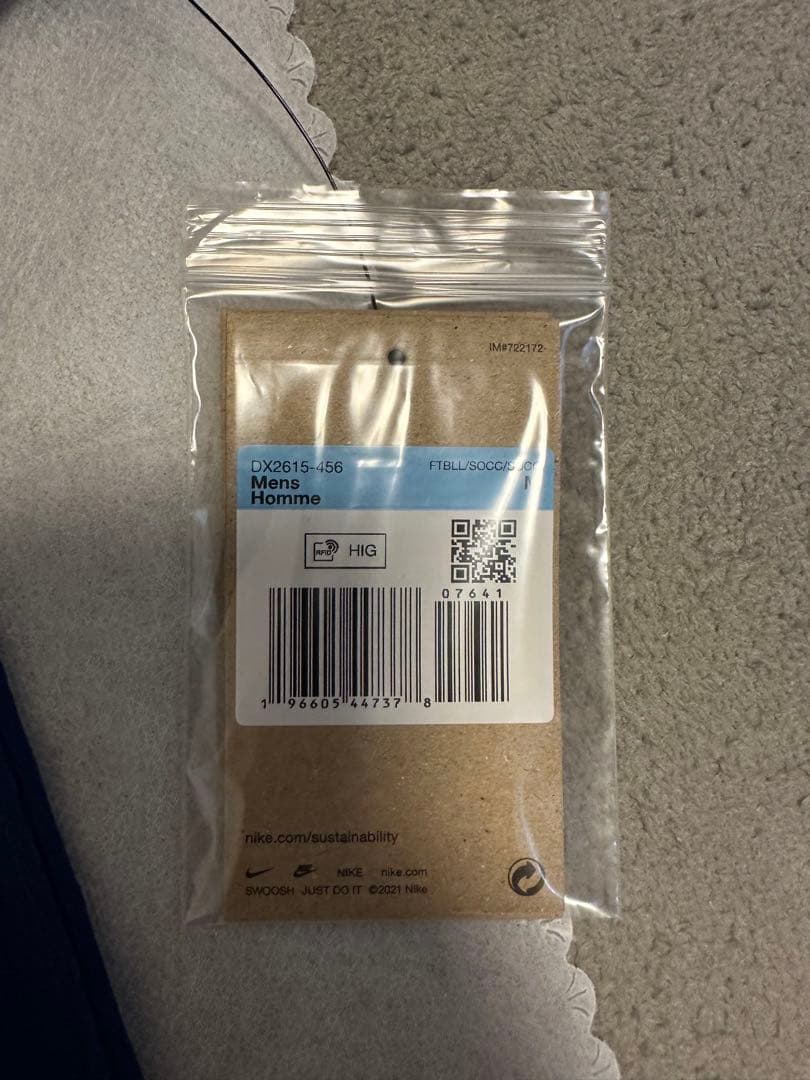 IM#722172
DX2615-456
FTBLL/SOCC/
Mens
M
Homme
RFID HIG
07641
1 96605 44737 8
nike.com/sustainability
NIKE nike.com
SWOOSH JUST DO IT ©2021 Nike